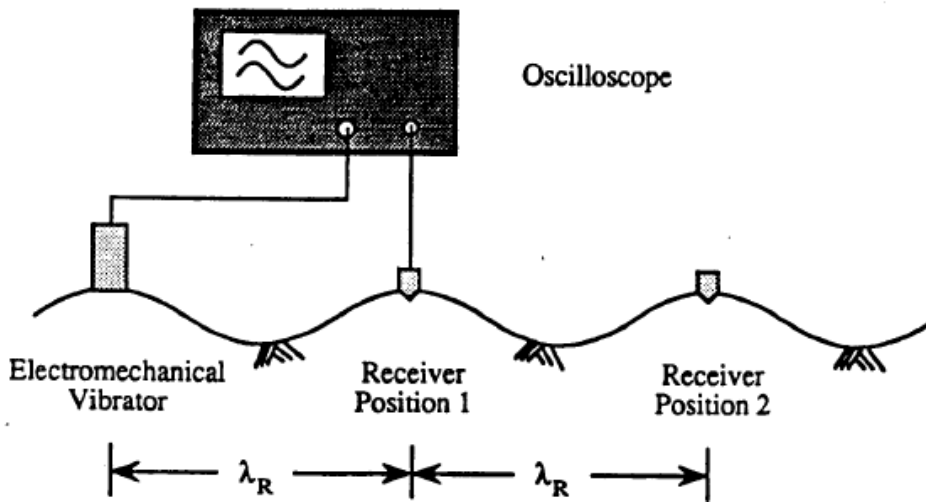 Oscilloscope
Electromechanical
Vibrator
Receiver
Position 1
Receiver
Position 2
λR
λR